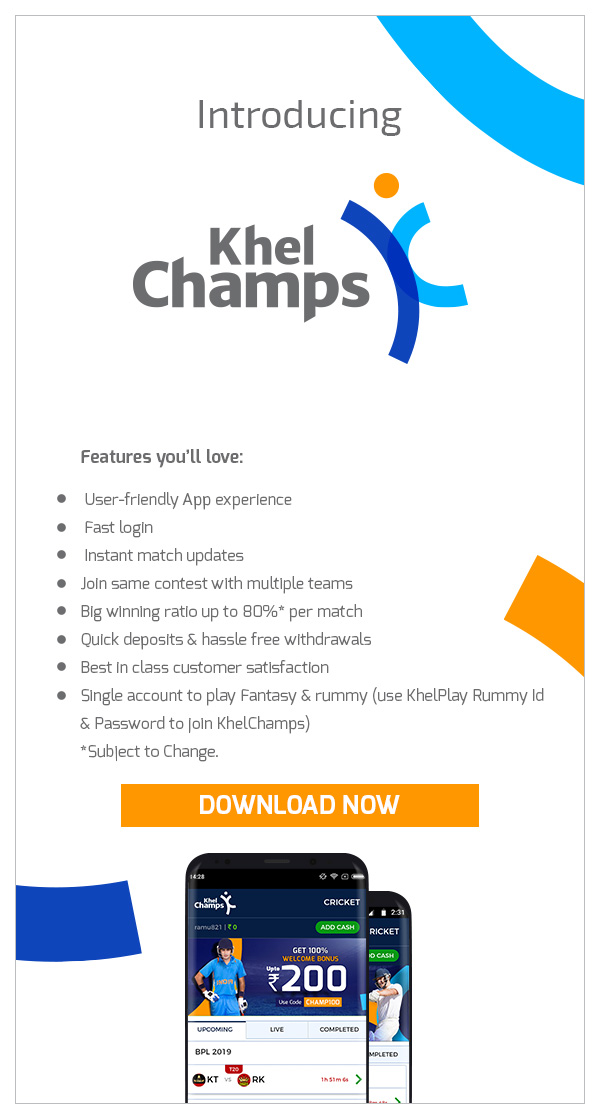 Introducing
Khel
Champs
Features you'll love:
User-friendly App experience
Fast login
Instant match updates
Join same contest with multiple teams
Big winning ratio up to 80%* per match
Quick deposits & hassle free withdrawals
Best in class customer satisfaction
Single account to play Fantasy & rummy (use KhelPlay Rummy Id
& Password to join KhelChamps)
*Subject to Change.
DOWNLOAD NOW
14:28
2:31
Khel
Champs
CRICKET
RICKET
ramu821 | ₹ 0
ADD CASH
DD CASH
GET 100%
WELCOME BONUS
Upto
₹200
Use Code CHAMP100
UPCOMING LIVE COMPLETED
MPLETED
BPL 2019
T20
KT VS RK
1h 51m 6s